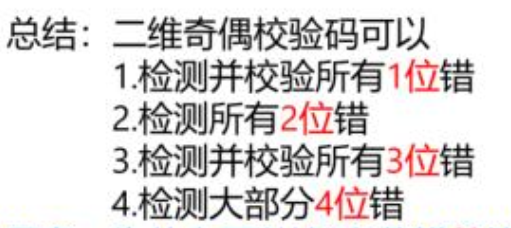 总结：二维奇偶校验码可以
1.检测并校验所有1位错
2.检测所有2位错
3.检测并校验所有3位错
4.检测大部分4位错